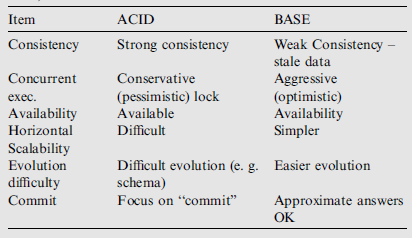 Item ACID BASE
Consistency Strong consistency Weak Consistency –
stale data
Concurrent Conservative Aggressive
exec. (pessimistic) lock (optimistic)
Availability Available Availability
Horizontal Difficult Simpler
Scalability
Evolution Difficult evolution (e. g. Easier evolution
difficulty schema)
Commit Focus on “commit” Approximate answers
OK